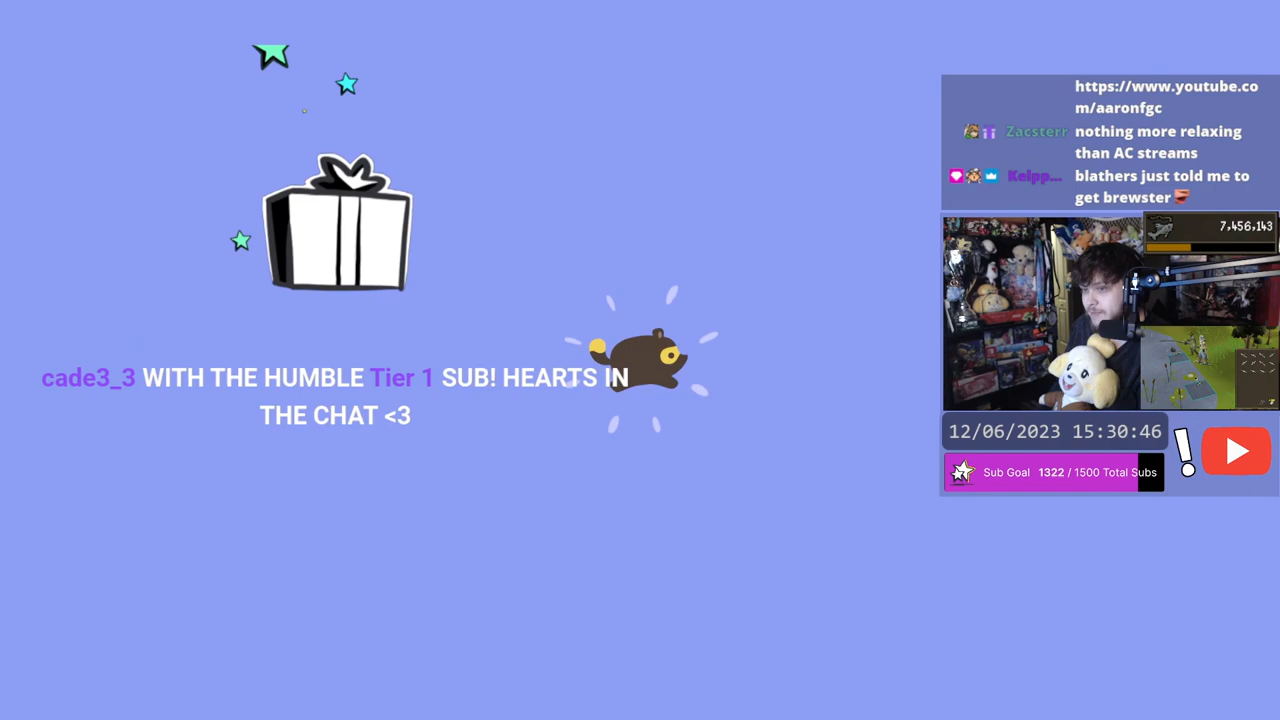 https://www.youtube.co
m/aaronfgc
Zacsterr nothing more relaxing
than AC streams
Kelpp... blathers just told me to
get brewster
7,456,143
cade3_3 WITH THE HUMBLE Tier 1 SUB! HEARTS IN
THE CHAT <3
12/06/2023 15:30:46
Sub Goal 1322 / 1500 Total Subs
!